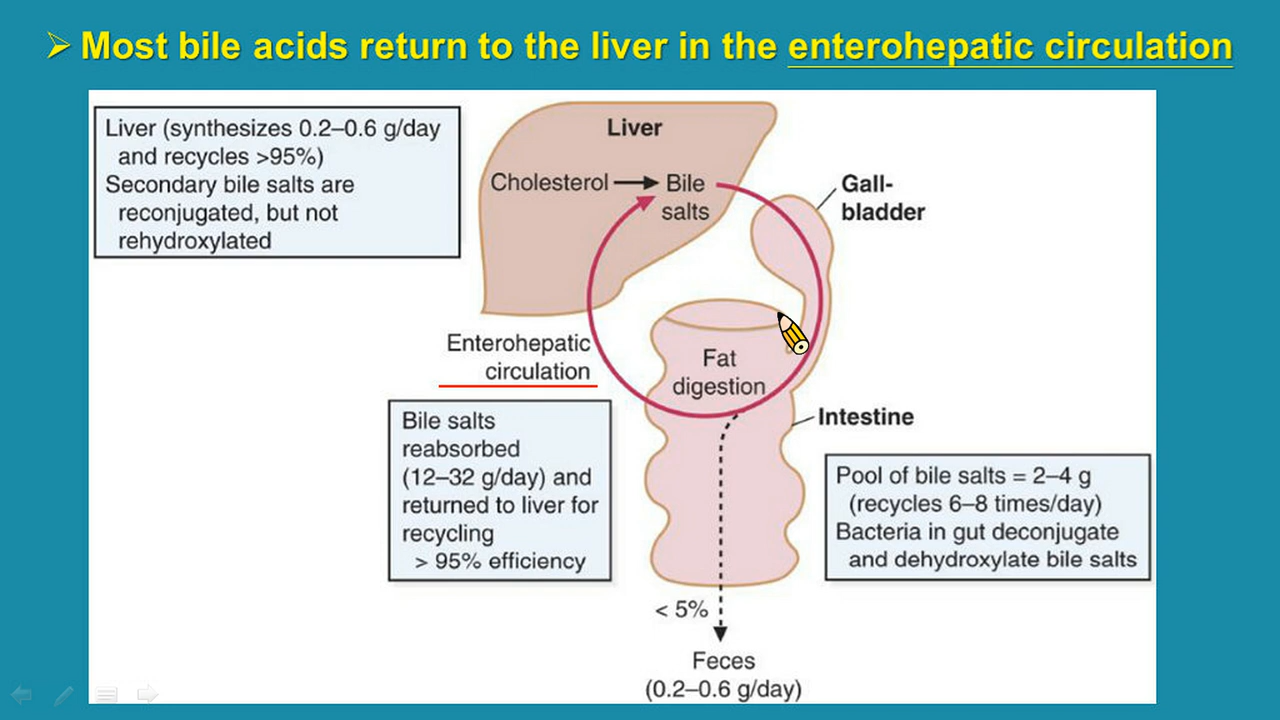 ➢ Most bile acids return to the liver in the enterohepatic circulation
Liver (synthesizes 0.2–0.6 g/day
and recycles >95%)
Secondary bile salts are
reconjugated, but not
rehydroxylated
Liver
Cholesterol → Bile
salts
Gall-
bladder
Enterohepatic
circulation
Fat
digestion
Intestine
Bile salts
reabsorbed
(12–32 g/day) and
returned to liver for
recycling
> 95% efficiency
Pool of bile salts = 2–4 g
(recycles 6–8 times/day)
Bacteria in gut deconjugate
and dehydroxylate bile salts
< 5%
Feces
(0.2–0.6 g/day)